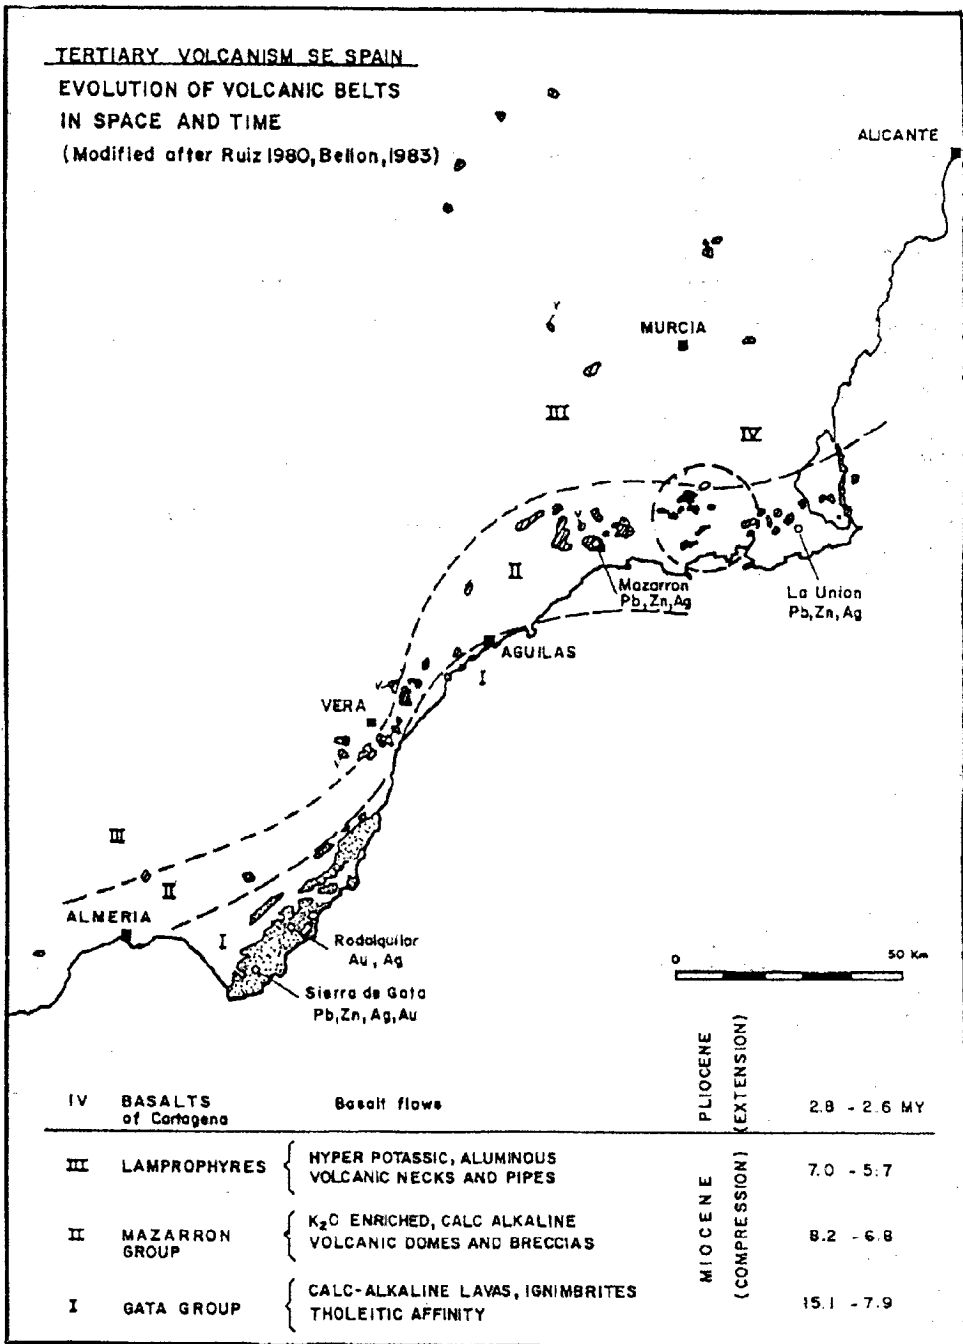 TERTIARY VOLCANISM SE SPAIN
EVOLUTION OF VOLCANIC BELTS
IN SPACE AND TIME
(Modified after Ruiz 1980, Bellon, 1983)
ALICANTE
V
MURCIA
III
IV
V
II
Mazarron
Pb, Zn, Ag
La Union
Pb, Zn, Ag
AGUILAS
I
V
VERA
III
II
ALMERIA
I
Rodalquilar
Au, Ag
Sierra de Gata
Pb, Zn, Ag, Au
0 50 Km
IV BASALTS of Cartagena Basalt flows PLIOCENE (EXTENSION) 2.8 - 2.6 MY
III LAMPROPHYRES { HYPER POTASSIC, ALUMINOUS
VOLCANIC NECKS AND PIPES
7.0 - 5.7
II MAZARRON GROUP { K₂O ENRICHED, CALC ALKALINE
VOLCANIC DOMES AND BRECCIAS
8.2 - 6.8
MIOCENE (COMPRESSION)
I GATA GROUP { CALC-ALKALINE LAVAS, IGNIMBRITES
THOLEITIC AFFINITY
15.1 - 7.9